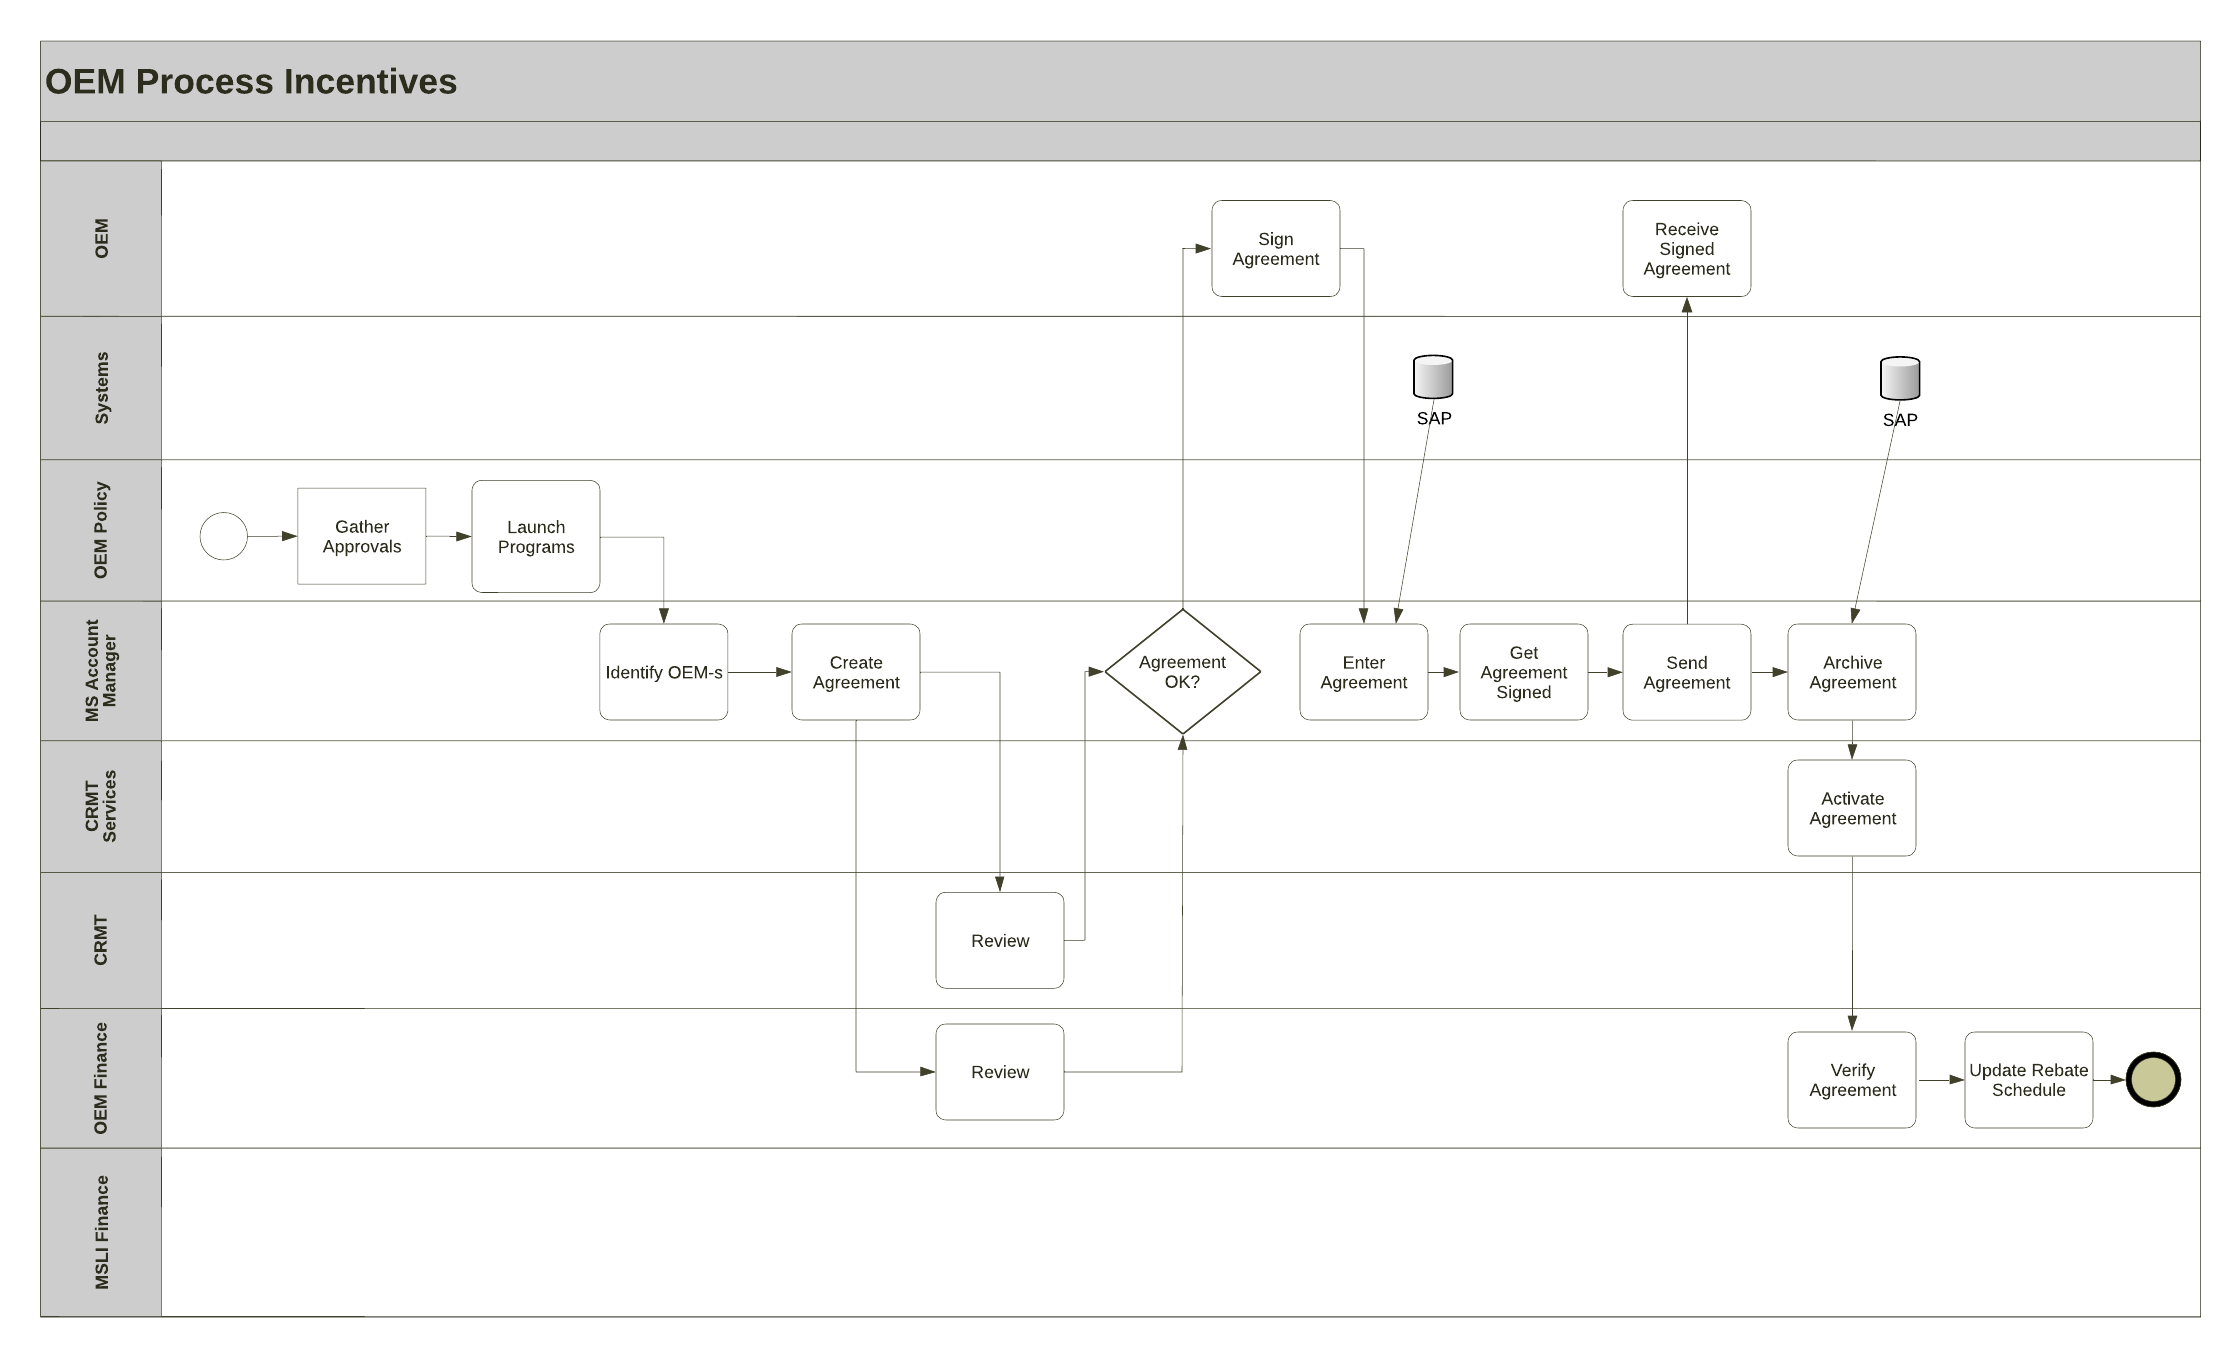 OEM Process Incentives
OEM
Sign
Agreement
Receive
Signed
Agreement
Systems
SAP
SAP
OEM Policy
Gather
Approvals
Launch
Programs
MS Account
Manager
Identify OEM-s
Create
Agreement
Agreement
OK?
Enter
Agreement
Get
Agreement
Signed
Send
Agreement
Archive
Agreement
CRMT
Services
Activate
Agreement
CRMT
Review
OEM Finance
Review
Verify
Agreement
Update Rebate
Schedule
MSLI Finance